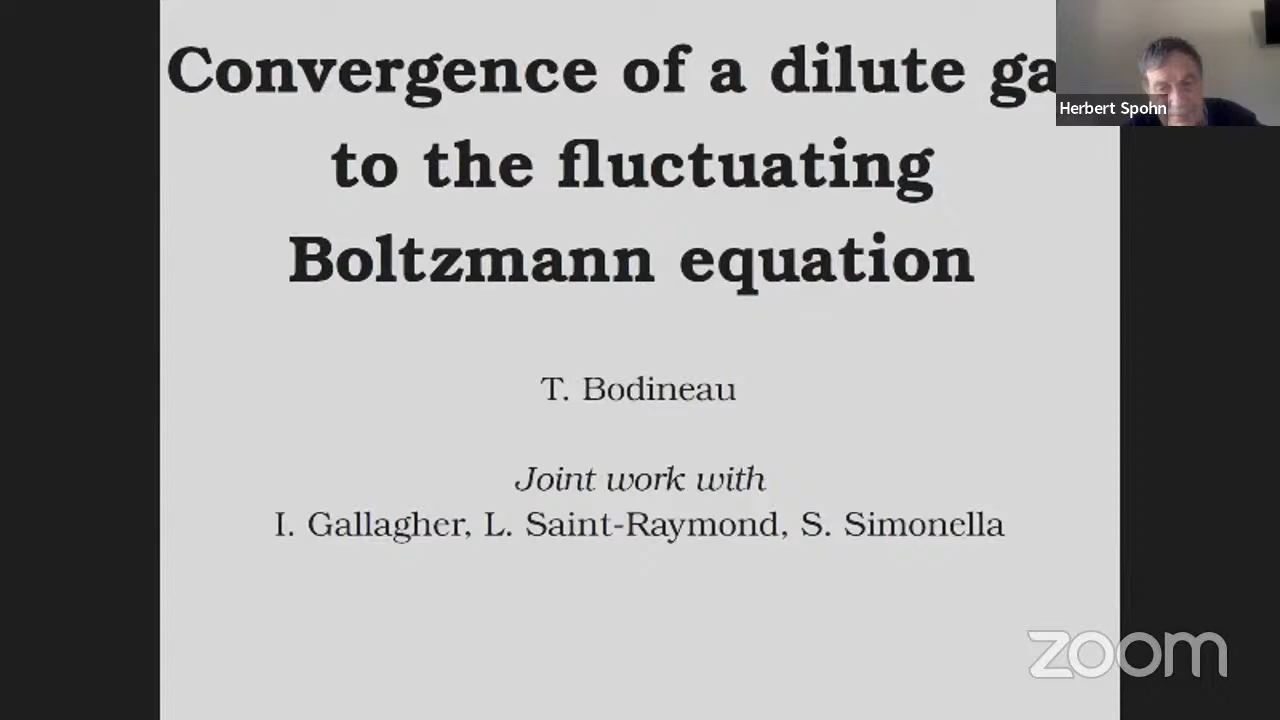 Convergence of a dilute ga
to the fluctuating
Boltzmann equation
T. Bodineau
Joint work with
I. Gallagher, L. Saint-Raymond, S. Simonella
Herbert Spohn
zoom